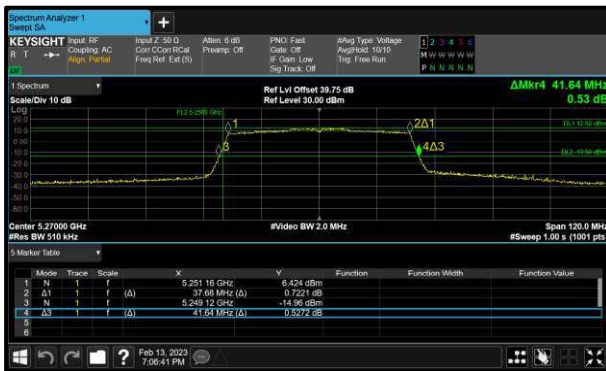 Spectrum Analyzer 1
Swept SA
KEYSIGHT
R T
Input: RF
Coupling: AC
Align: Partial
Input Z: 50 Ω
Corr CCorr RCal
Freq Ref: Ext (S)
Atten: 6 dB
Preamp: Off
PNO: Fast
Gate: Off
IF Gain: Low
Sig Track: Off
#Avg Type: Voltage
Avg|Hold: 10/10
Trig: Free Run
1 2 3 4 5 6
M W W W W W
P N N N N N
1 Spectrum
Scale/Div 10 dB
Log
Ref Lvl Offset 39.75 dB
Ref Level 30.00 dBm
ΔMkr4 41.64 MHz
0.53 dB
FL2 5.2500 GHz
1
2Δ1
3
4Δ3
20.0
10.0
0.00
-10.0
-20.0
-30.0
-40.0
-50.0
-60.0
Center 5.27000 GHz
#Res BW 510 kHz
#Video BW 2.0 MHz
Span 120.0 MHz
#Sweep 1.00 s (1001 pts
5 Marker Table
Mode Trace Scale X Y Function Function Width Function Value
1 N 1 f 5.251 16 GHz 6.424 dBm
2 Δ1 1 f (Δ) 37.68 MHz (Δ) 0.7221 dB
3 N 1 f 5.249 12 GHz -14.96 dBm
4 Δ3 1 f (Δ) 41.64 MHz (Δ) 0.5272 dB
5
6
?
Feb 13, 2023
7:06:41 PM